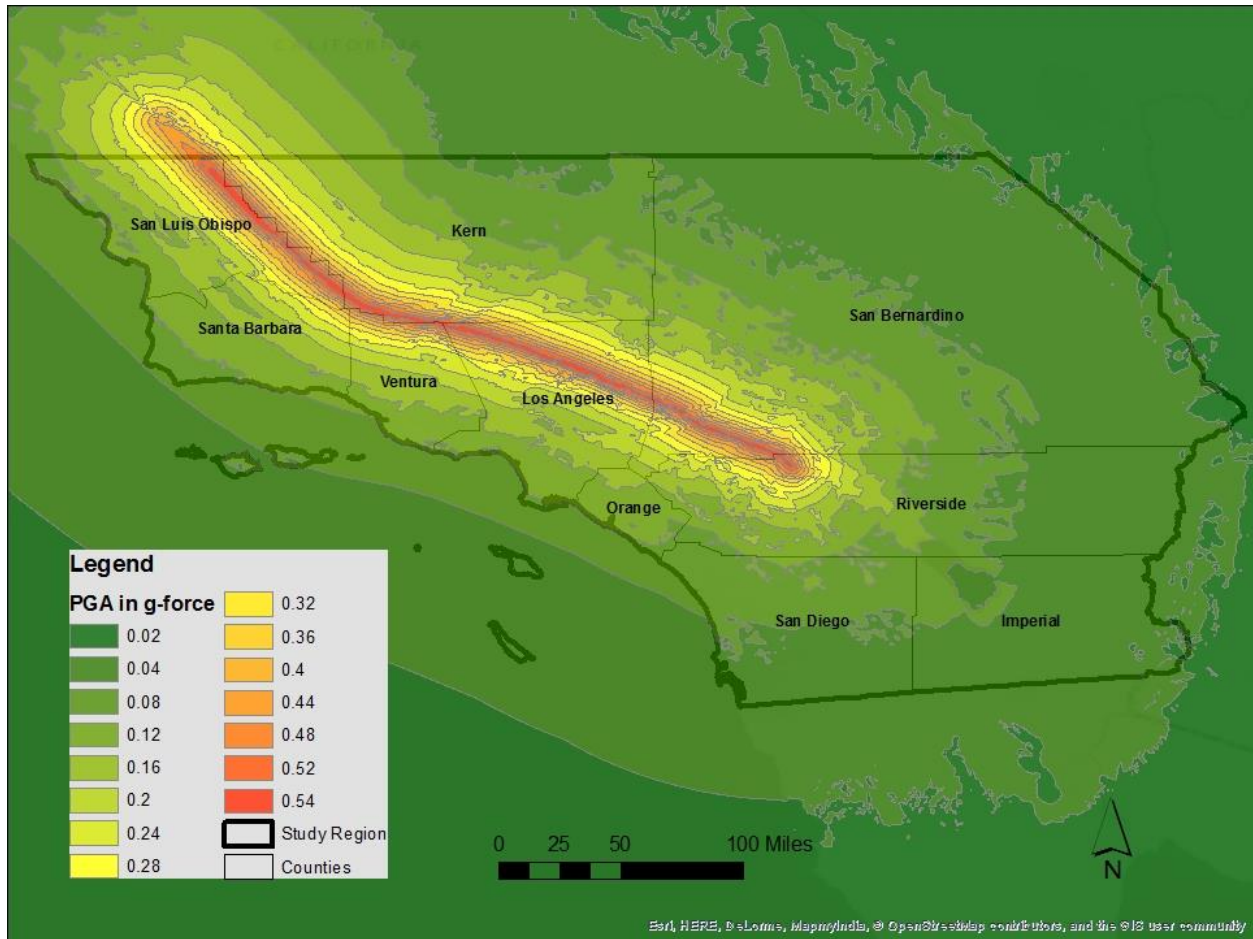 CALIFORNIA
San Luis Obispo
Kern
San Bernardino
Santa Barbara
Ventura
Los Angeles
Orange
Riverside
San Diego
Imperial
Legend
PGA in g-force
0.02
0.04
0.08
0.12
0.16
0.2
0.24
0.28
0.32
0.36
0.4
0.44
0.48
0.52
0.54
Study Region
Counties
0 25 50 100 Miles
N
Esri, HERE, DeLorme, MapmyIndia, © OpenStreetMap contributors, and the GIS user community